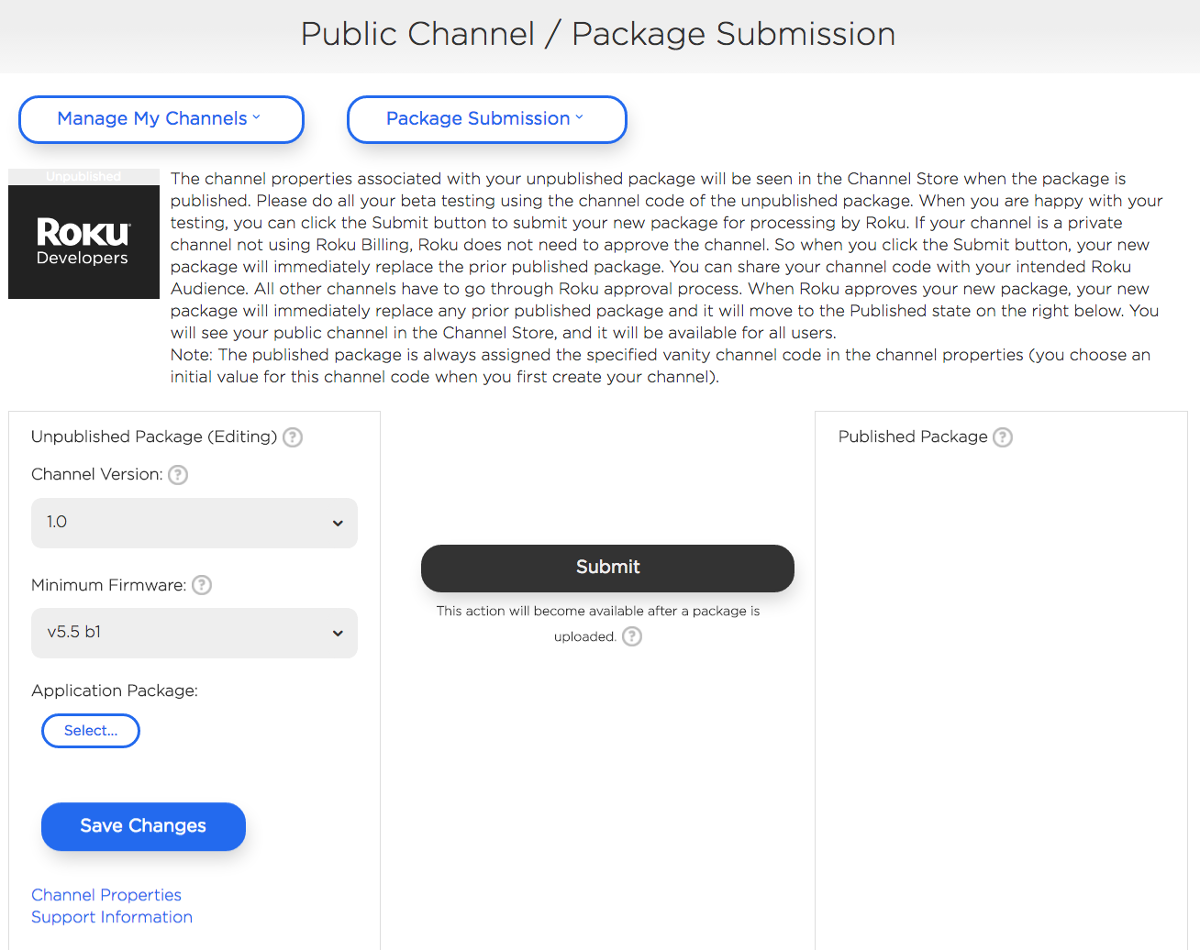 Public Channel / Package Submission
Manage My Channels
Package Submission
Unpublished
Roku
Developers
The channel properties associated with your unpublished package will be seen in the Channel Store when the package is
published. Please do all your beta testing using the channel code of the unpublished package. When you are happy with your
testing, you can click the Submit button to submit your new package for processing by Roku. If your channel is a private
channel not using Roku Billing, Roku does not need to approve the channel. So when you click the Submit button, your new
package will immediately replace the prior published package. You can share your channel code with your intended Roku
Audience. All other channels have to go through Roku approval process. When Roku approves your new package, your new
package will immediately replace any prior published package and it will move to the Published state on the right below. You
will see your public channel in the Channel Store, and it will be available for all users.
Note: The published package is always assigned the specified vanity channel code in the channel properties (you choose an
initial value for this channel code when you first create your channel).
Unpublished Package (Editing) ?
Channel Version: ?
1.0
Minimum Firmware: ?
v5.5 b1
Application Package:
Select...
Save Changes
Channel Properties
Support Information
Submit
This action will become available after a package is
uploaded. ?
Published Package ?